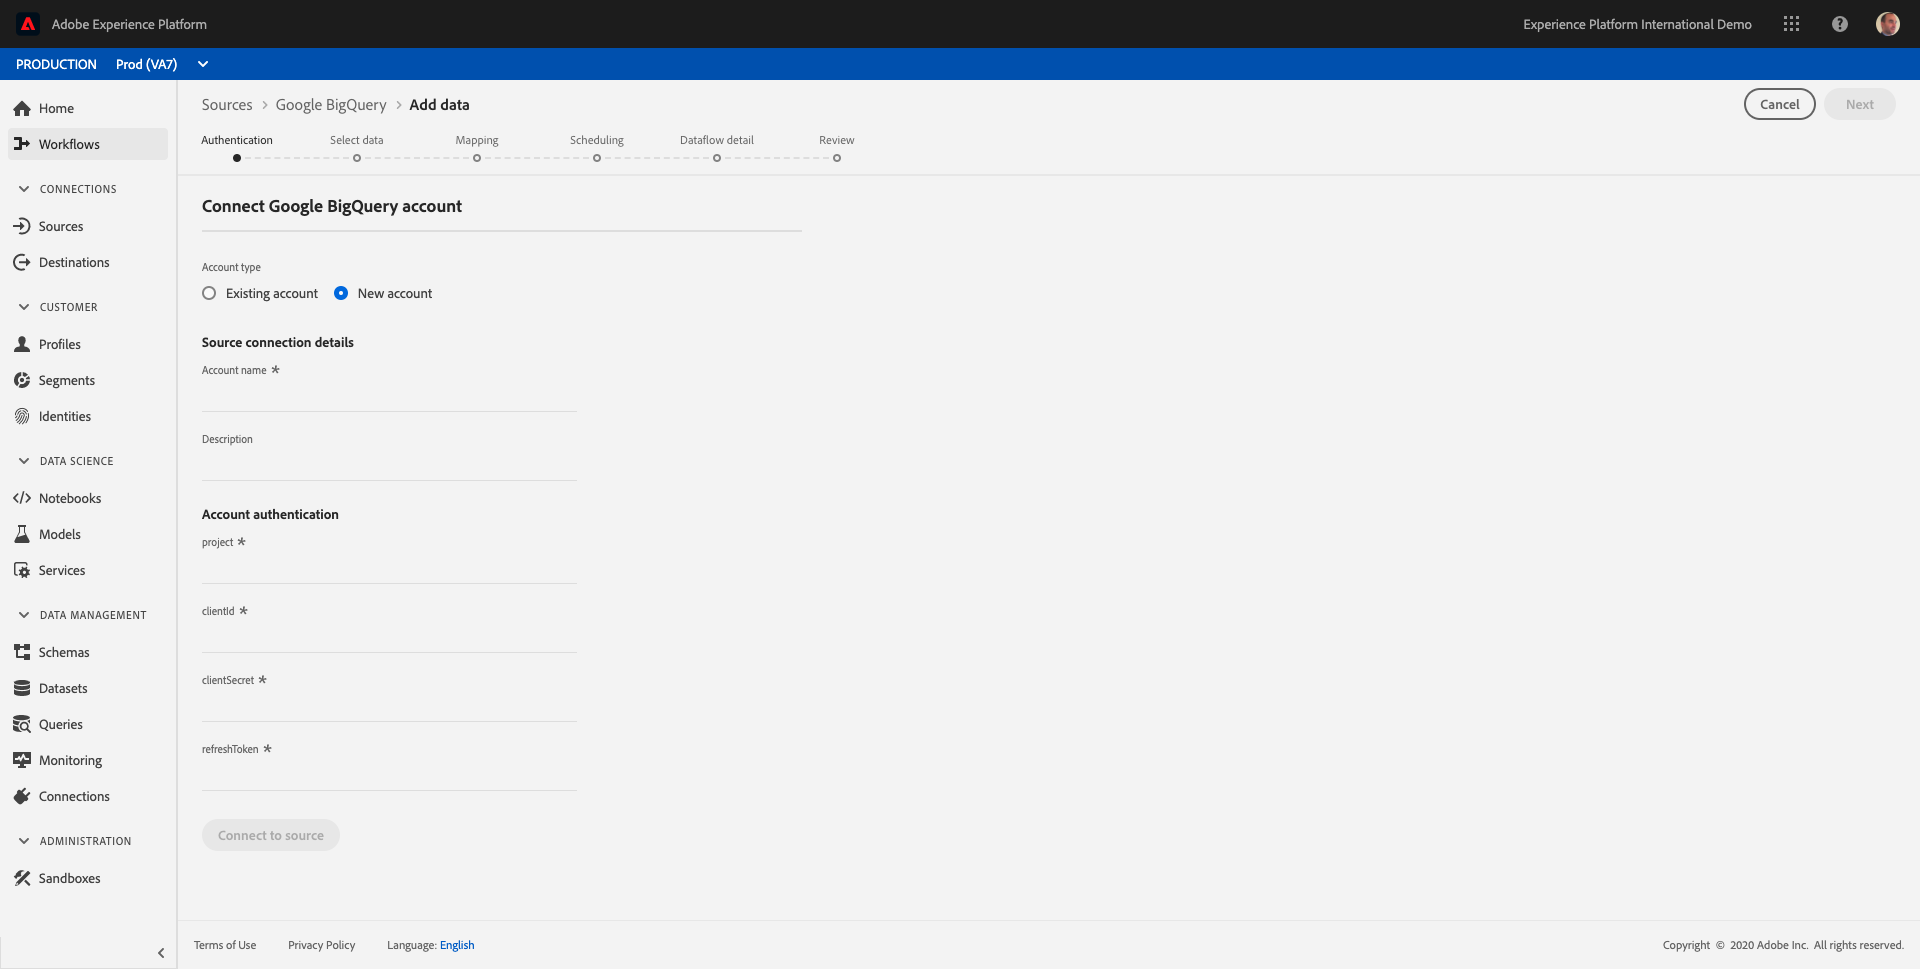 Adobe Experience Platform
Experience Platform International Demo
PRODUCTION Prod (VA7)
Home
Workflows
CONNECTIONS
Sources
Destinations
CUSTOMER
Profiles
Segments
Identities
DATA SCIENCE
Notebooks
Models
Services
DATA MANAGEMENT
Schemas
Datasets
Queries
Monitoring
Connections
ADMINISTRATION
Sandboxes
Sources > Google BigQuery > Add data
Cancel Next
Authentication Select data Mapping Scheduling Dataflow detail Review
Connect Google BigQuery account
Account type
Existing account New account
Source connection details
Account name *
Description
Account authentication
project *
clientId *
clientSecret *
refreshToken *
Connect to source
Terms of Use Privacy Policy Language: English
Copyright © 2020 Adobe Inc. All rights reserved.